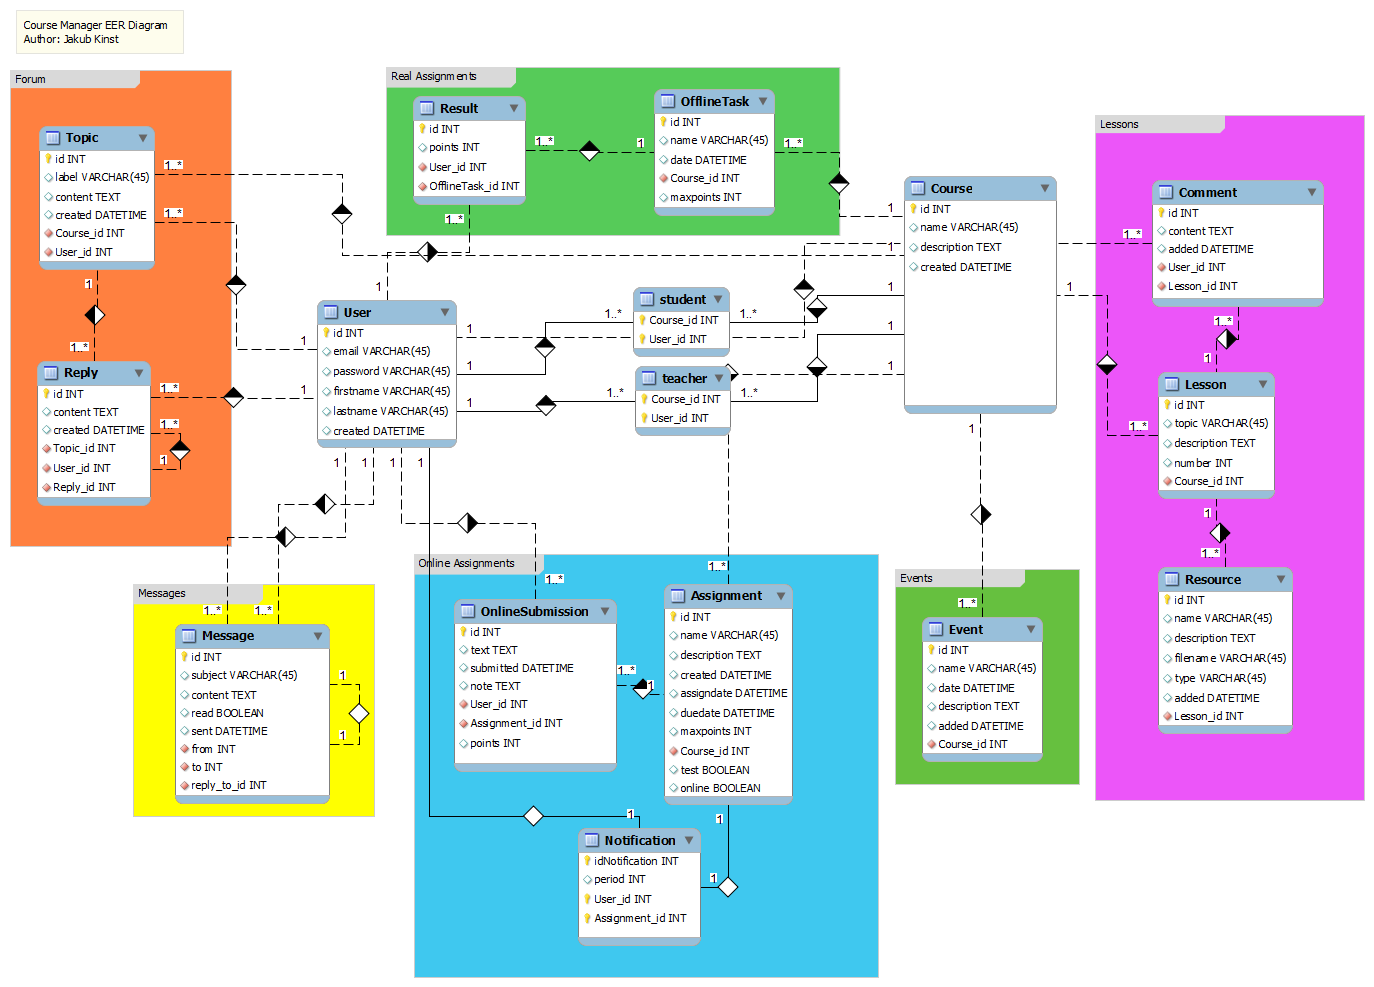 Course Manager EER Diagram
Author: Jakub Kinst
Forum
Topic
id INT
label VARCHAR(45)
content TEXT
created DATETIME
Course_id INT
User_id INT
1..*
1..*
1
1..*
Reply
id INT
content TEXT
created DATETIME
Topic_id INT
User_id INT
Reply_id INT
1..*
1..*
1
Real Assignments
Result
id INT
points INT
User_id INT
OfflineTask_id INT
1..*
1
1..*
OfflineTask
id INT
name VARCHAR(45)
date DATETIME
Course_id INT
maxpoints INT
1..*
User
id INT
email VARCHAR(45)
password VARCHAR(45)
firstname VARCHAR(45)
lastname VARCHAR(45)
created DATETIME
1
1
1
1
1
1
1
1
1
1
student
Course_id INT
User_id INT
1..*
1..*
teacher
Course_id INT
User_id INT
1..*
1..*
Course
id INT
name VARCHAR(45)
description TEXT
created DATETIME
1
1
1
1
1
1
1
Lessons
Comment
id INT
content TEXT
added DATETIME
User_id INT
Lesson_id INT
1..*
1..*
1
Lesson
id INT
topic VARCHAR(45)
description TEXT
number INT
Course_id INT
1..*
1
1..*
Resource
id INT
name VARCHAR(45)
description TEXT
filename VARCHAR(45)
type VARCHAR(45)
added DATETIME
Lesson_id INT
Messages
1..*
1..*
Message
id INT
subject VARCHAR(45)
content TEXT
read BOOLEAN
sent DATETIME
from INT
to INT
reply_to_id INT
1
1
Online Assignments
1..*
OnlineSubmission
id INT
text TEXT
submitted DATETIME
note TEXT
User_id INT
Assignment_id INT
points INT
1..*
1
1..*
Assignment
id INT
name VARCHAR(45)
description TEXT
created DATETIME
assigndate DATETIME
duedate DATETIME
maxpoints INT
Course_id INT
test BOOLEAN
online BOOLEAN
1
1
1
Notification
idNotification INT
period INT
User_id INT
Assignment_id INT
Events
1..*
Event
id INT
name VARCHAR(45)
date DATETIME
description TEXT
added DATETIME
Course_id INT